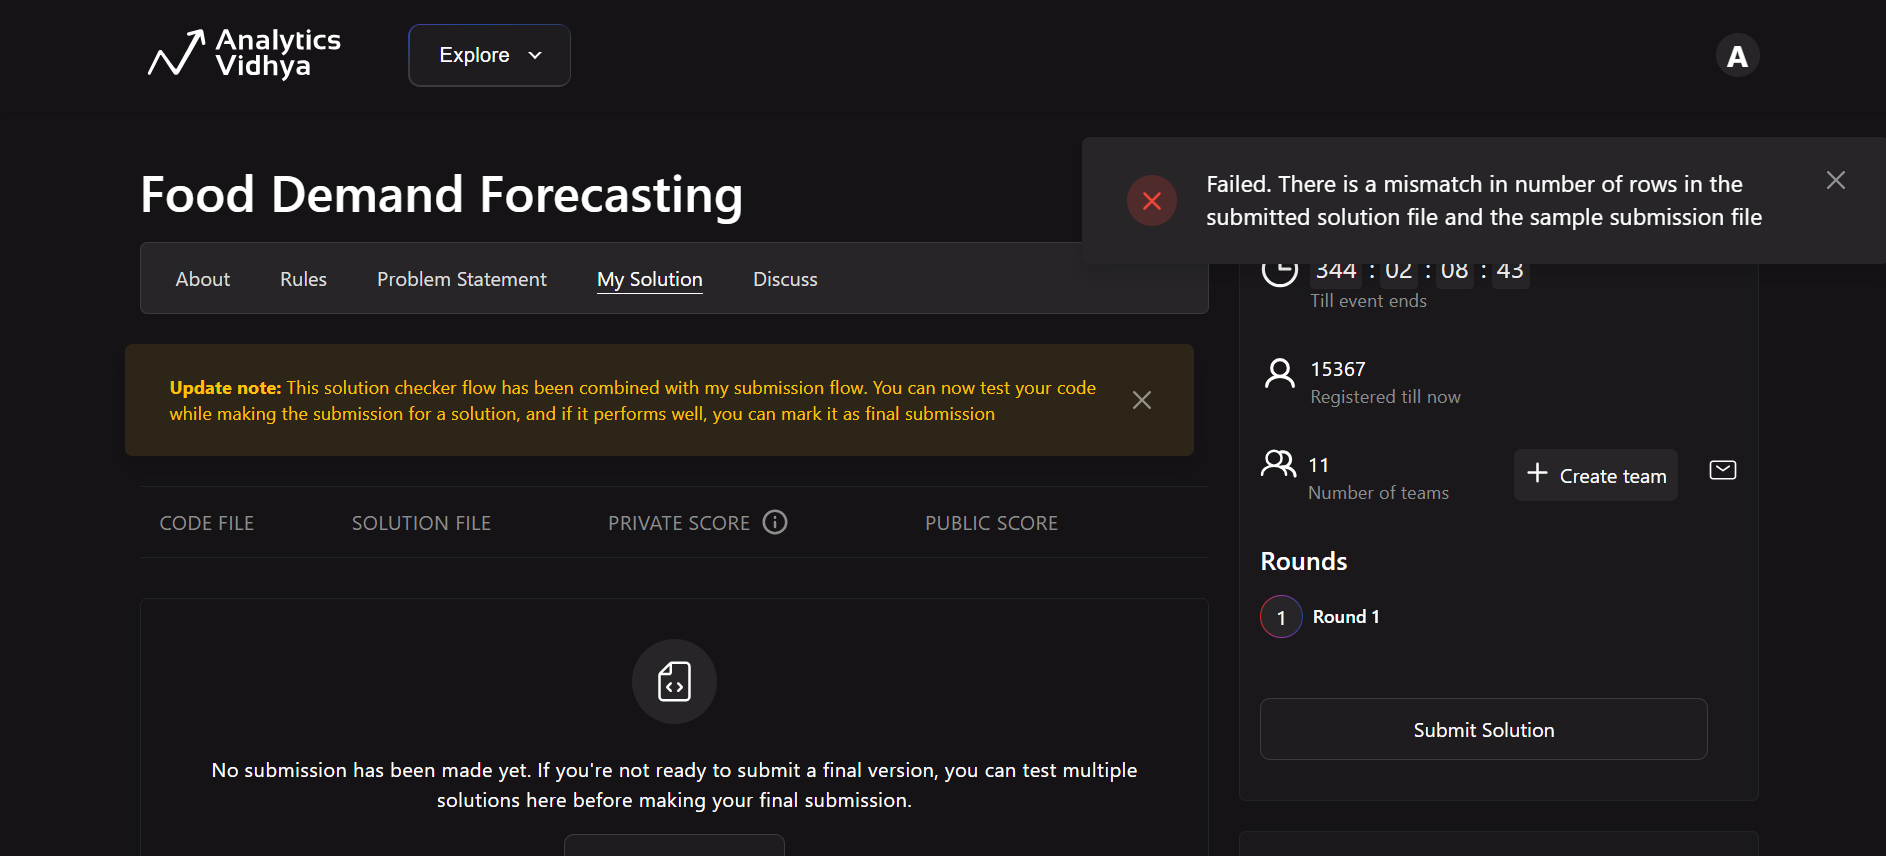 Analytics
Vidhya
Explore
A
Failed. There is a mismatch in number of rows in the
submitted solution file and the sample submission file
Food Demand Forecasting
About Rules Problem Statement My Solution Discuss
344 : 02 : 08 : 43
Till event ends
Update note: This solution checker flow has been combined with my submission flow. You can now test your code
while making the submission for a solution, and if it performs well, you can mark it as final submission
15367
Registered till now
11
Number of teams
+ Create team
CODE FILE SOLUTION FILE PRIVATE SCORE PUBLIC SCORE
Rounds
1 Round 1
Submit Solution
No submission has been made yet. If you're not ready to submit a final version, you can test multiple
solutions here before making your final submission.